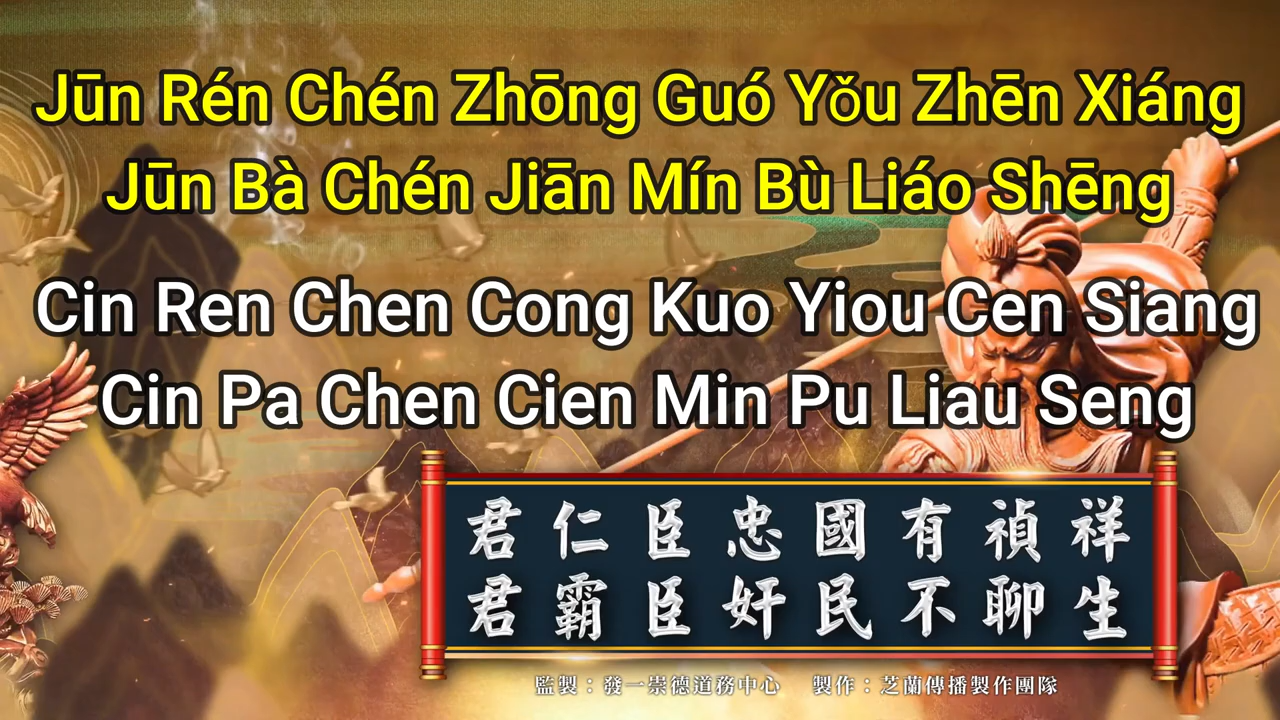 Jūn Rén Chén Zhōng Guó Yǒu Zhēn Xiáng
Jūn Bà Chén Jiān Mín Bù Liáo Shēng
Cin Ren Chen Cong Kuo Yiou Cen Siang
Cin Pa Chen Cien Min Pu Liau Seng
君仁臣忠國有禎祥
君霸臣奸民不聊生
監製：發一崇德道務中心 製作：芝蘭傳播製作團隊